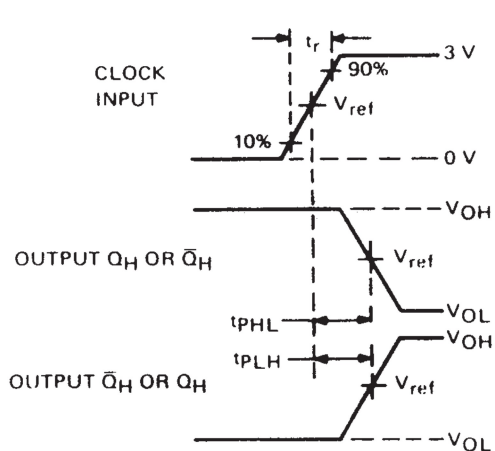 tr
3 V
CLOCK
INPUT
90%
Vref
10%
0 V
VOH
OUTPUT QH OR Q̅H
Vref
tPHL
VOL
VOH
tPLH
OUTPUT Q̅H OR QH
Vref
VOL